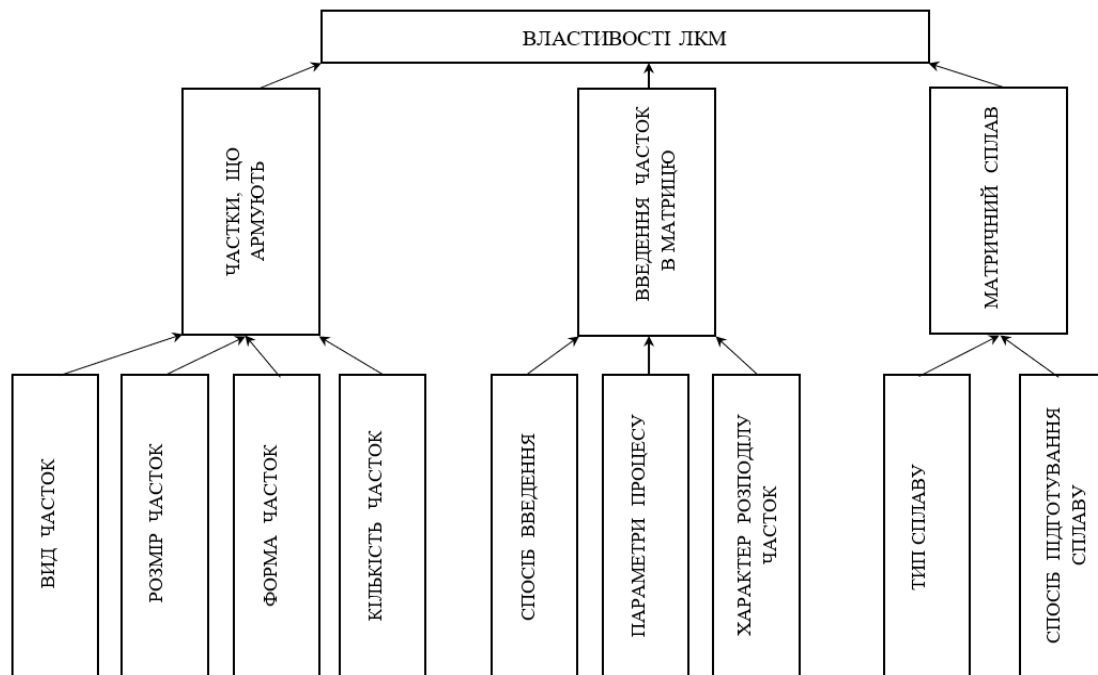 ВЛАСТИВОСТІ ЛКМ
ЧАСТКИ, ЩО
АРМУЮТЬ
ВВЕДЕННЯ ЧАСТОК
В МАТРИЦЮ
МАТРИЧНИЙ СПЛАВ
ВИД ЧАСТОК
РОЗМІР ЧАСТОК
ФОРМА ЧАСТОК
КІЛЬКІСТЬ ЧАСТОК
СПОСІБ ВВЕДЕННЯ
ПАРАМЕТРИ ПРОЦЕСУ
ХАРАКТЕР РОЗПОДІЛУ
ЧАСТОК
ТИП СПЛАВУ
СПОСІБ ПІДГОТУВАННЯ
СПЛАВУ